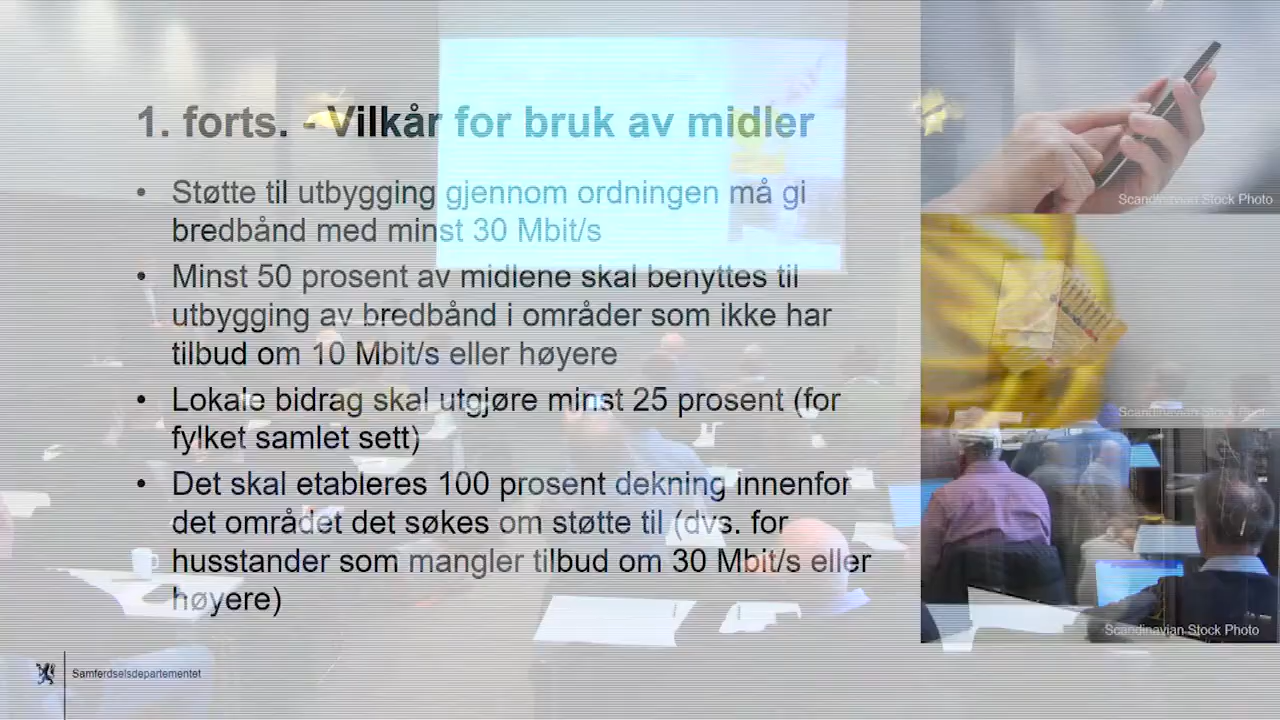 1. forts. - Vilkår for bruk av midler
• Støtte til utbygging gjennom ordningen må gi
bredbånd med minst 30 Mbit/s
• Minst 50 prosent av midlene skal benyttes til
utbygging av bredbånd i områder som ikke har
tilbud om 10 Mbit/s eller høyere
• Lokale bidrag skal utgjøre minst 25 prosent (for
fylket samlet sett)
• Det skal etableres 100 prosent dekning innenfor
det området det søkes om støtte til (dvs. for
husstander som mangler tilbud om 30 Mbit/s eller
høyere)
Scandinavian Stock Photo
Scandinavian Stock Photo
Scandinavian Stock Photo
Samferdselsdepartementet